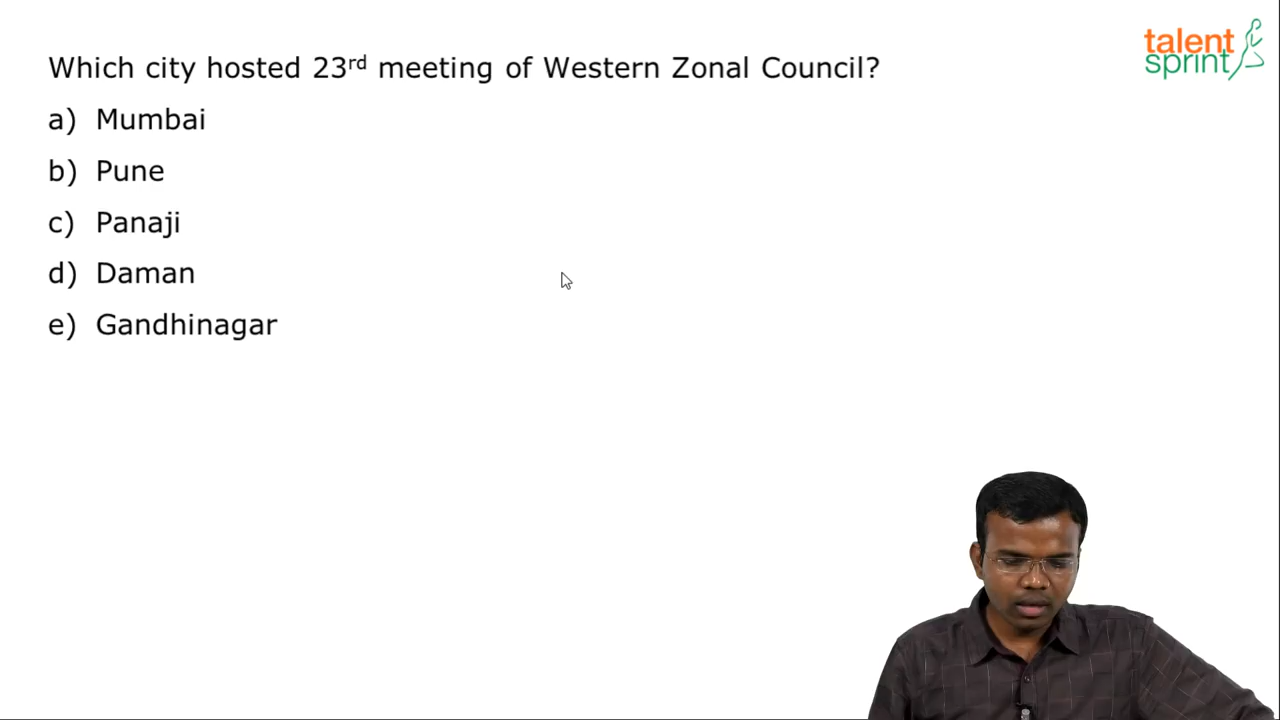 talent
sprint
Which city hosted 23rd meeting of Western Zonal Council?
a) Mumbai
b) Pune
c) Panaji
d) Daman
e) Gandhinagar